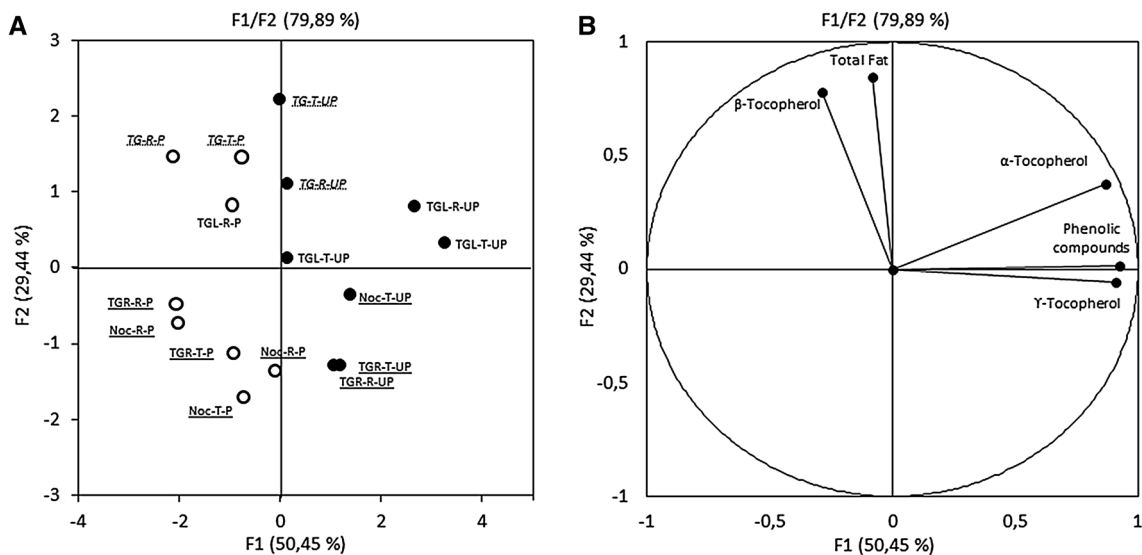 A
F1/F2 (79,89 %)
3
2
1
0
-1
-2
-3
-4
-2
0
2
4
F2 (29,44 %)
F1 (50,45 %)
TG-T-UP
TG-R-P
TG-T-P
TG-R-UP
TGL-R-P
TGL-R-UP
TGL-T-UP
TGL-T-UP
Noc-T-UP
TGR-R-P
Noc-R-P
TGR-T-P
Noc-R-P
TGR-T-UP
TGR-R-UP
Noc-T-P
B
F1/F2 (79,89 %)
1
0,5
0
-0,5
-1
-1
-0,5
0
0,5
1
F2 (29,44 %)
F1 (50,45 %)
Total Fat
β-Tocopherol
α-Tocopherol
Phenolic
compounds
ϒ-Tocopherol